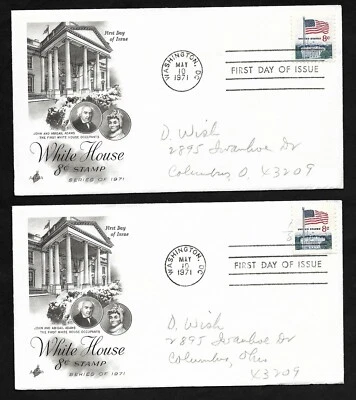 First Day
of Issue
JOHN AND ABIGAIL ADAMS,
THE FIRST WHITE HOUSE OCCUPANTS
White House
8¢ STAMP
SERIES OF 1971
WASHINGTON, DC
MAY
10
1971
FIRST DAY OF ISSUE
8¢
D. Wish
2895 Ivanhoe Dr
Columbus, O. 43209
First Day
of Issue
JOHN AND ABIGAIL ADAMS,
THE FIRST WHITE HOUSE OCCUPANTS
White House
8¢ STAMP
SERIES OF 1971
WASHINGTON, DC
MAY
10
1971
FIRST DAY OF ISSUE
8¢
D. Wish
2895 Ivanhoe Dr
Columbus, Ohio
43209